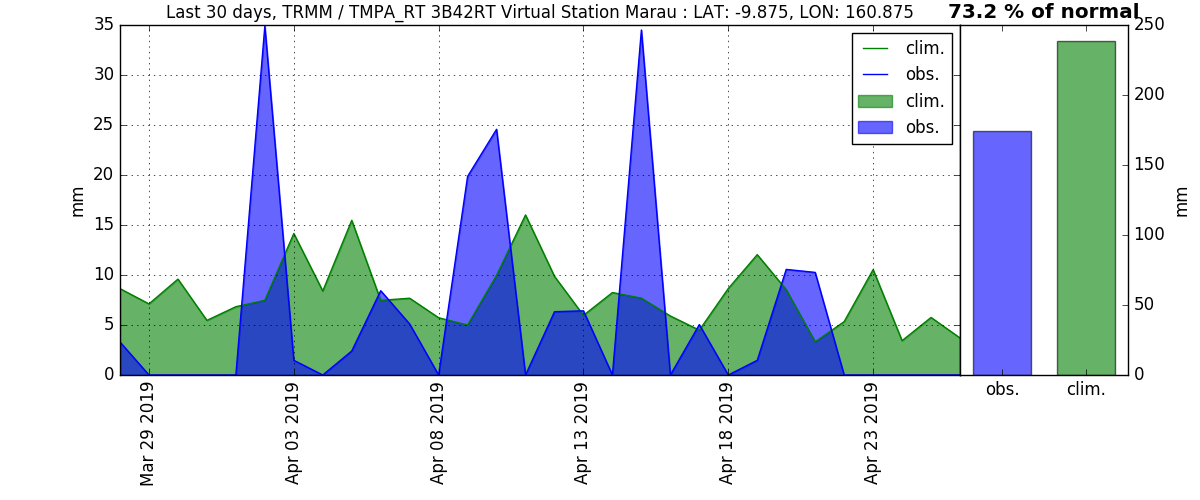 Last 30 days, TRMM / TMPA_RT 3B42RT Virtual Station Marau : LAT: -9.875, LON: 160.875
73.2 % of normal
35
30
25
20
15
10
5
0
mm
clim.
obs.
clim.
obs.
Mar 29 2019
Apr 03 2019
Apr 08 2019
Apr 13 2019
Apr 18 2019
Apr 23 2019
250
200
150
100
50
0
mm
obs.
clim.